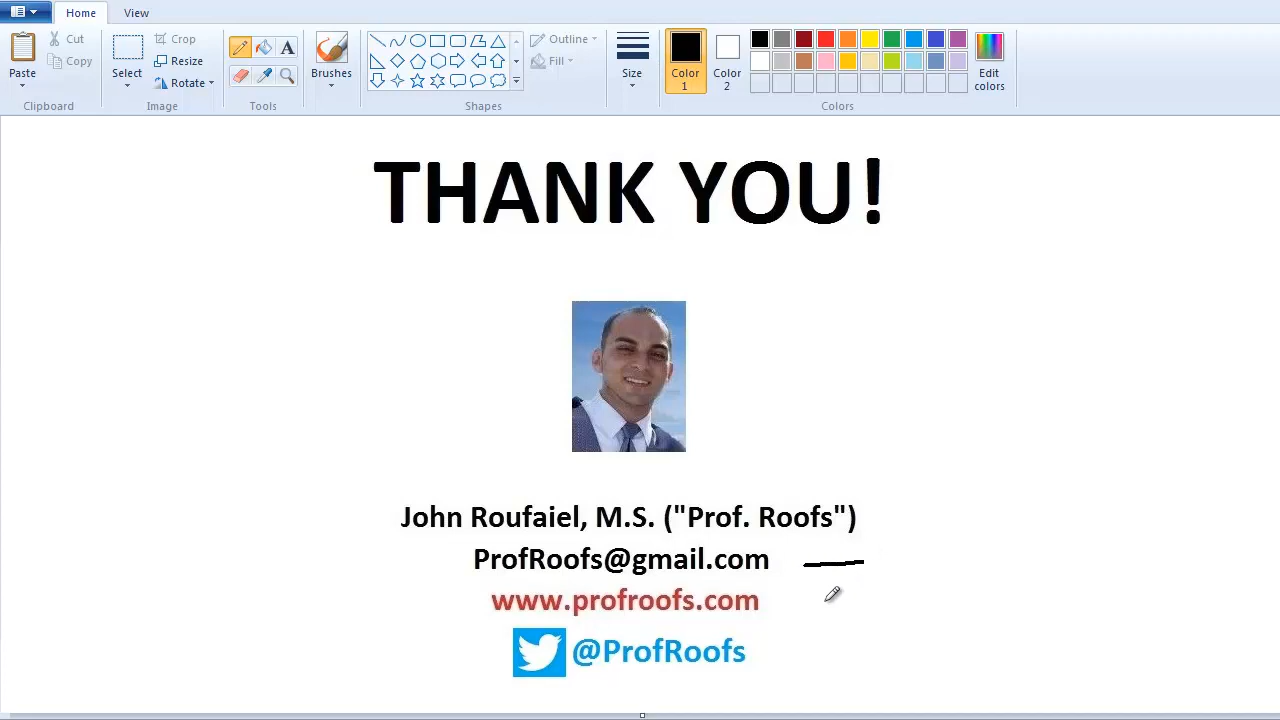 Home View
Cut
Copy
Paste
Clipboard
Crop
Resize
Rotate
Select
Image
A
Tools
Brushes
Outline
Fill
Shapes
Size
Color 1
Color 2
Edit colors
Colors
THANK YOU!
John Roufaiel, M.S. ("Prof. Roofs")
ProfRoofs@gmail.com
www.profroofs.com
@ProfRoofs